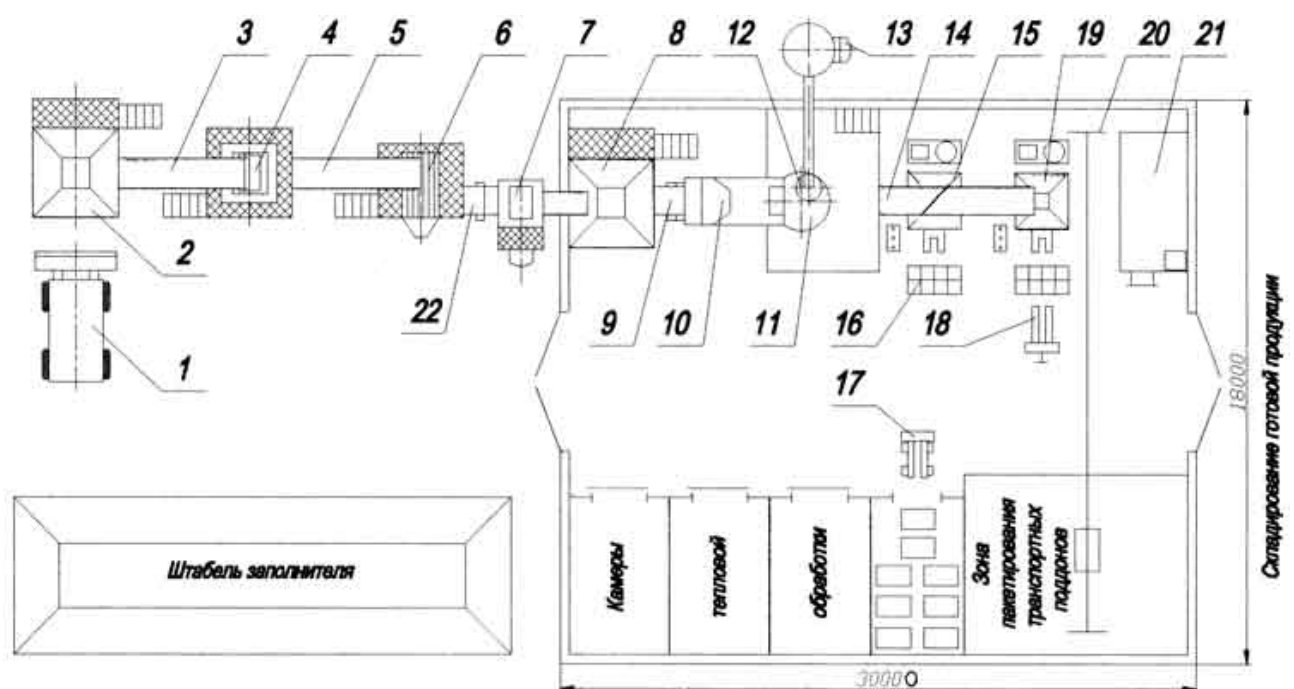 3
4
5
6
7
8
12
13
14
15
19
20
21
2
1
22
9
10
11
16
18
17
18000
Складирование готовой продукции
Штабель заполнителя
Камеры
тепловой
обработки
Зона
пакетирования
транспортных
поддонов
30000